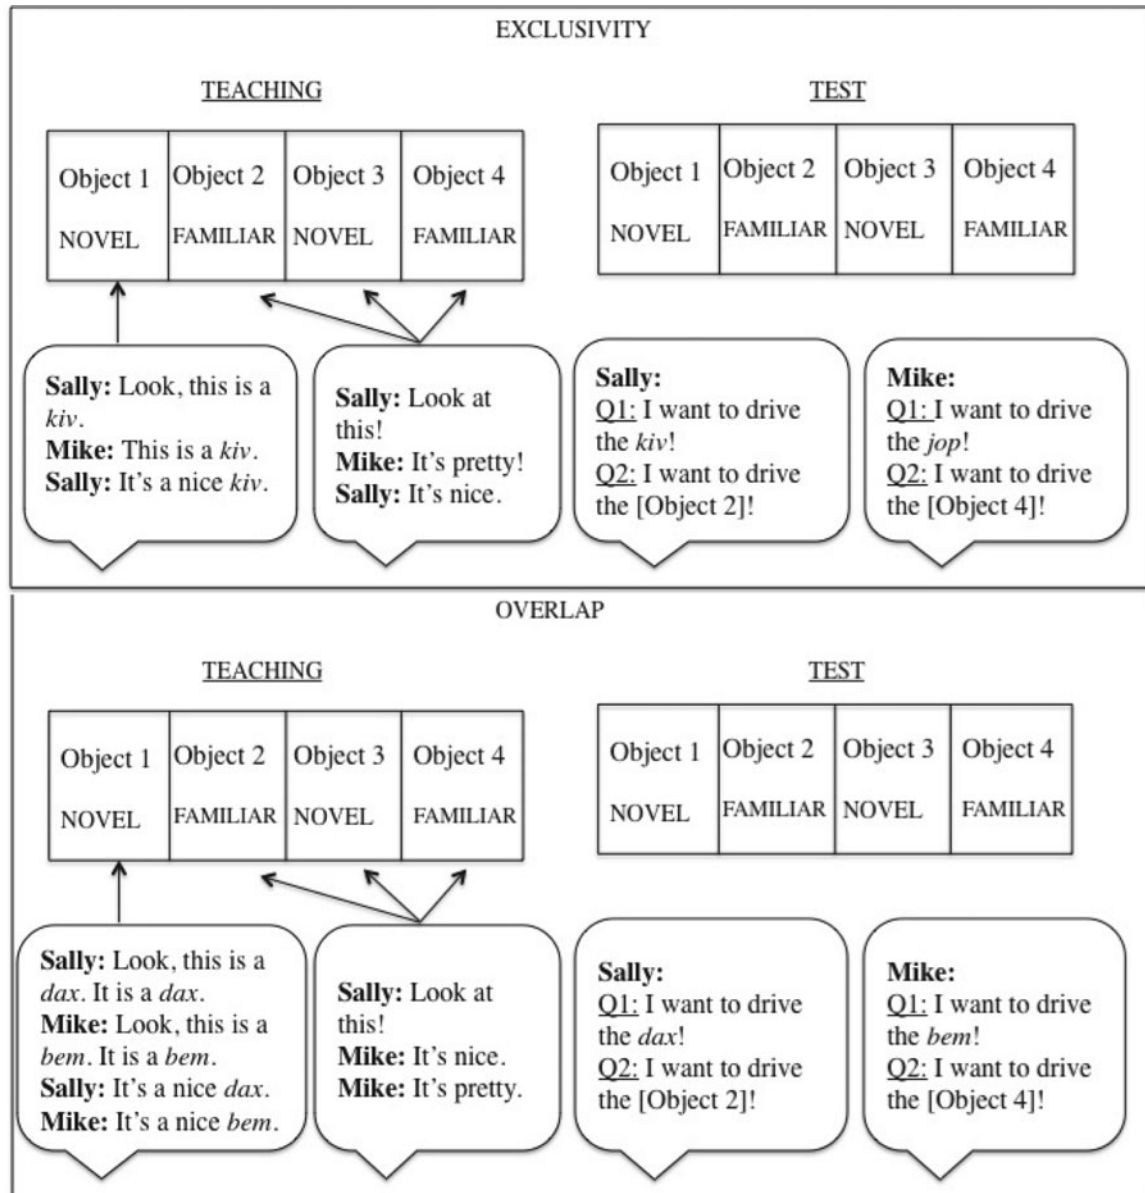 EXCLUSIVITY
TEACHING
TEST
Object 1
NOVEL
Object 2
FAMILIAR
Object 3
NOVEL
Object 4
FAMILIAR
Object 1
NOVEL
Object 2
FAMILIAR
Object 3
NOVEL
Object 4
FAMILIAR
Sally: Look, this is a
kiv.
Mike: This is a kiv.
Sally: It's a nice kiv.
Sally: Look at
this!
Mike: It's pretty!
Sally: It's nice.
Sally:
Q1: I want to drive
the kiv!
Q2: I want to drive
the [Object 2]!
Mike:
Q1: I want to drive
the jop!
Q2: I want to drive
the [Object 4]!
OVERLAP
TEACHING
TEST
Object 1
NOVEL
Object 2
FAMILIAR
Object 3
NOVEL
Object 4
FAMILIAR
Object 1
NOVEL
Object 2
FAMILIAR
Object 3
NOVEL
Object 4
FAMILIAR
Sally: Look, this is a
dax. It is a dax.
Mike: Look, this is a
bem. It is a bem.
Sally: It's a nice dax.
Mike: It's a nice bem.
Sally: Look at
this!
Mike: It's nice.
Mike: It's pretty.
Sally:
Q1: I want to drive
the dax!
Q2: I want to drive
the [Object 2]!
Mike:
Q1: I want to drive
the bem!
Q2: I want to drive
the [Object 4]!